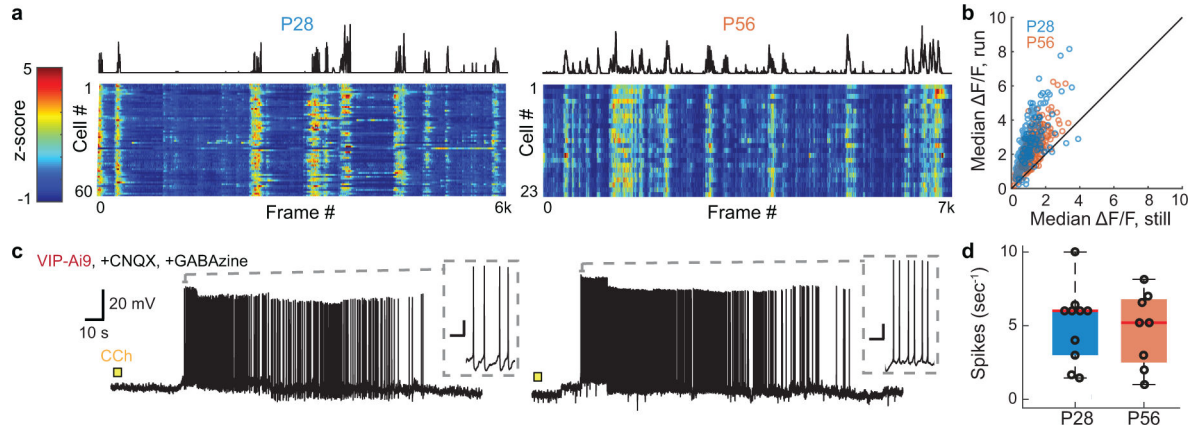 a
P28
P56
5
z-score
-1
1
Cell #
60
0
Frame #
6k
1
Cell #
23
0
Frame #
7k
b
P28
P56
10
8
6
4
2
0
Median ΔF/F, run
0 2 4 6 8 10
Median ΔF/F, still
c
VIP-Ai9, +CNQX, +GABAzine
20 mV
10 s
CCh
d
10
5
0
Spikes (sec⁻¹)
P28 P56